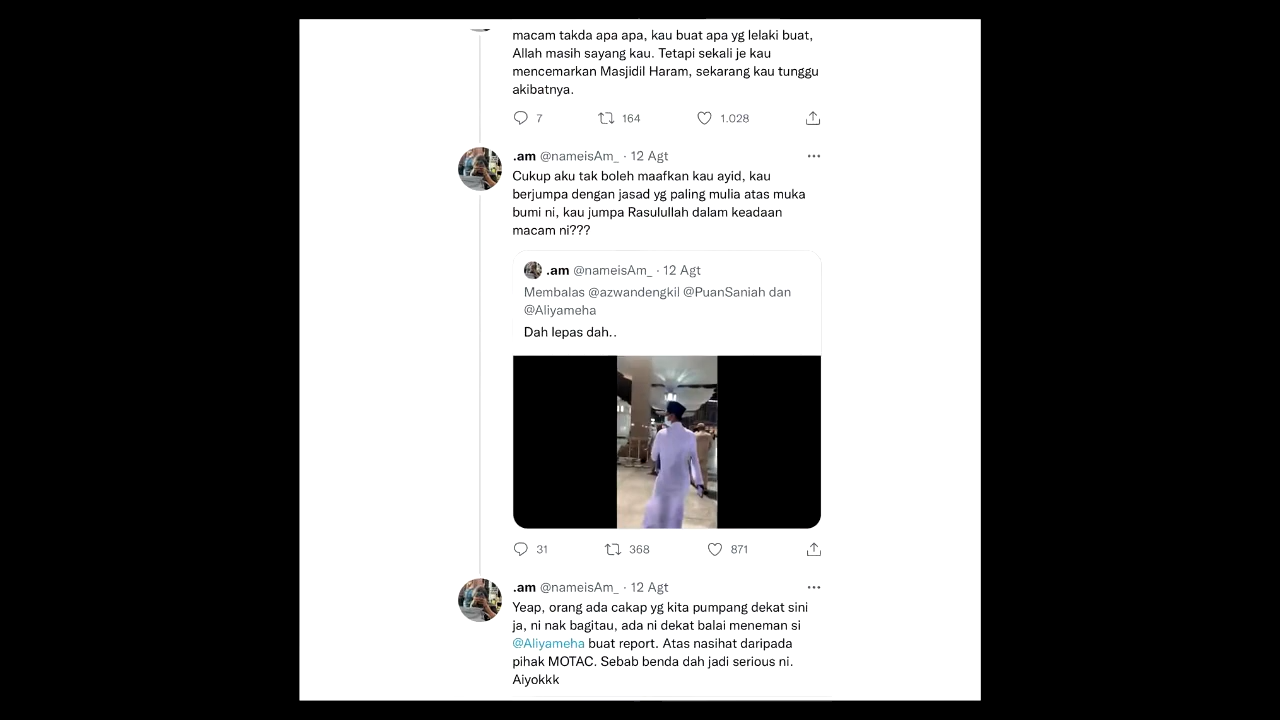 macam takda apa apa, kau buat apa yg lelaki buat,
Allah masih sayang kau. Tetapi sekali je kau
mencemarkan Masjidil Haram, sekarang kau tunggu
akibatnya.
7 164 1.028
.am @nameisAm_ · 12 Agt
Cukup aku tak boleh maafkan kau ayid, kau
berjumpa dengan jasad yg paling mulia atas muka
bumi ni, kau jumpa Rasulullah dalam keadaan
macam ni???
.am @nameisAm_ · 12 Agt
Membalas @azwandengkil @PuanSaniah dan
@Aliyameha
Dah lepas dah..
31 368 871
.am @nameisAm_ · 12 Agt
Yeap, orang ada cakap yg kita pumpang dekat sini
ja, ni nak bagitau, ada ni dekat balai meneman si
@Aliyameha buat report. Atas nasihat daripada
pihak MOTAC. Sebab benda dah jadi serious ni.
Aiyokkk